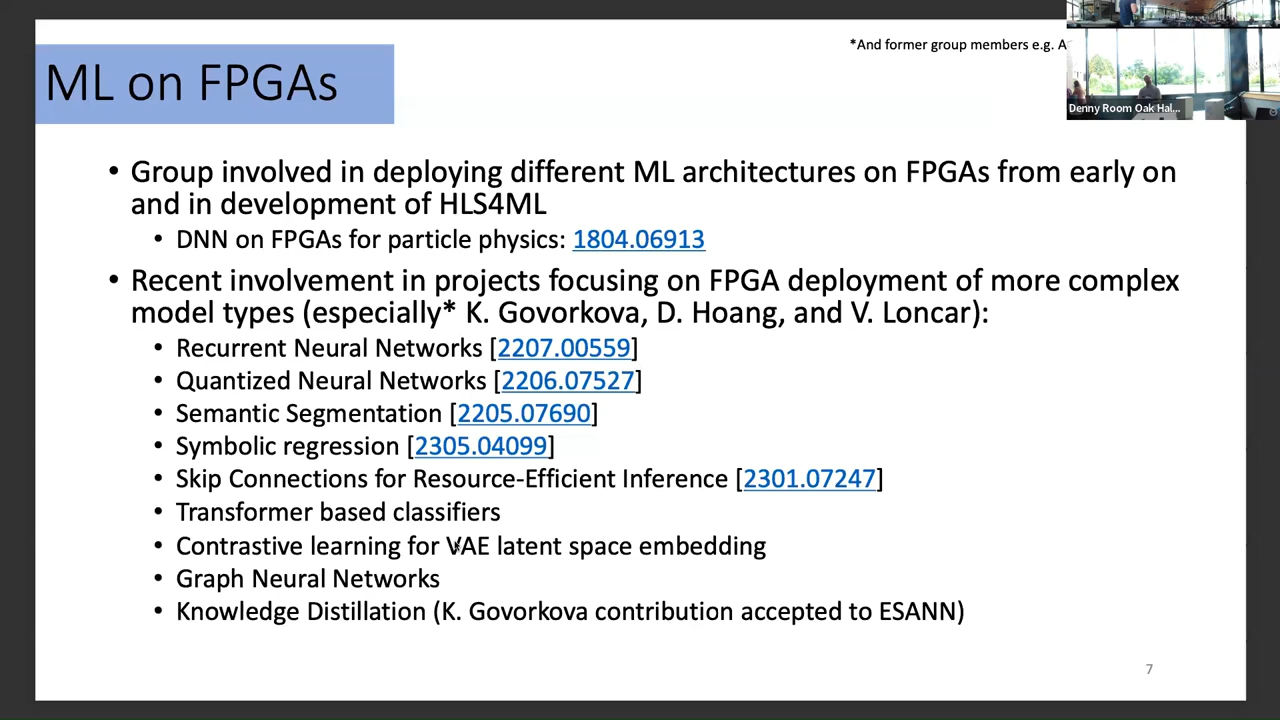 *And former group members e.g.
ML on FPGAs
Denny Room Oak Hal...
• Group involved in deploying different ML architectures on FPGAs from early on
and in development of HLS4ML
• DNN on FPGAs for particle physics: 1804.06913
• Recent involvement in projects focusing on FPGA deployment of more complex
model types (especially* K. Govorkova, D. Hoang, and V. Loncar):
• Recurrent Neural Networks [2207.00559]
• Quantized Neural Networks [2206.07527]
• Semantic Segmentation [2205.07690]
• Symbolic regression [2305.04099]
• Skip Connections for Resource-Efficient Inference [2301.07247]
• Transformer based classifiers
• Contrastive learning for VAE latent space embedding
• Graph Neural Networks
• Knowledge Distillation (K. Govorkova contribution accepted to ESANN)
7